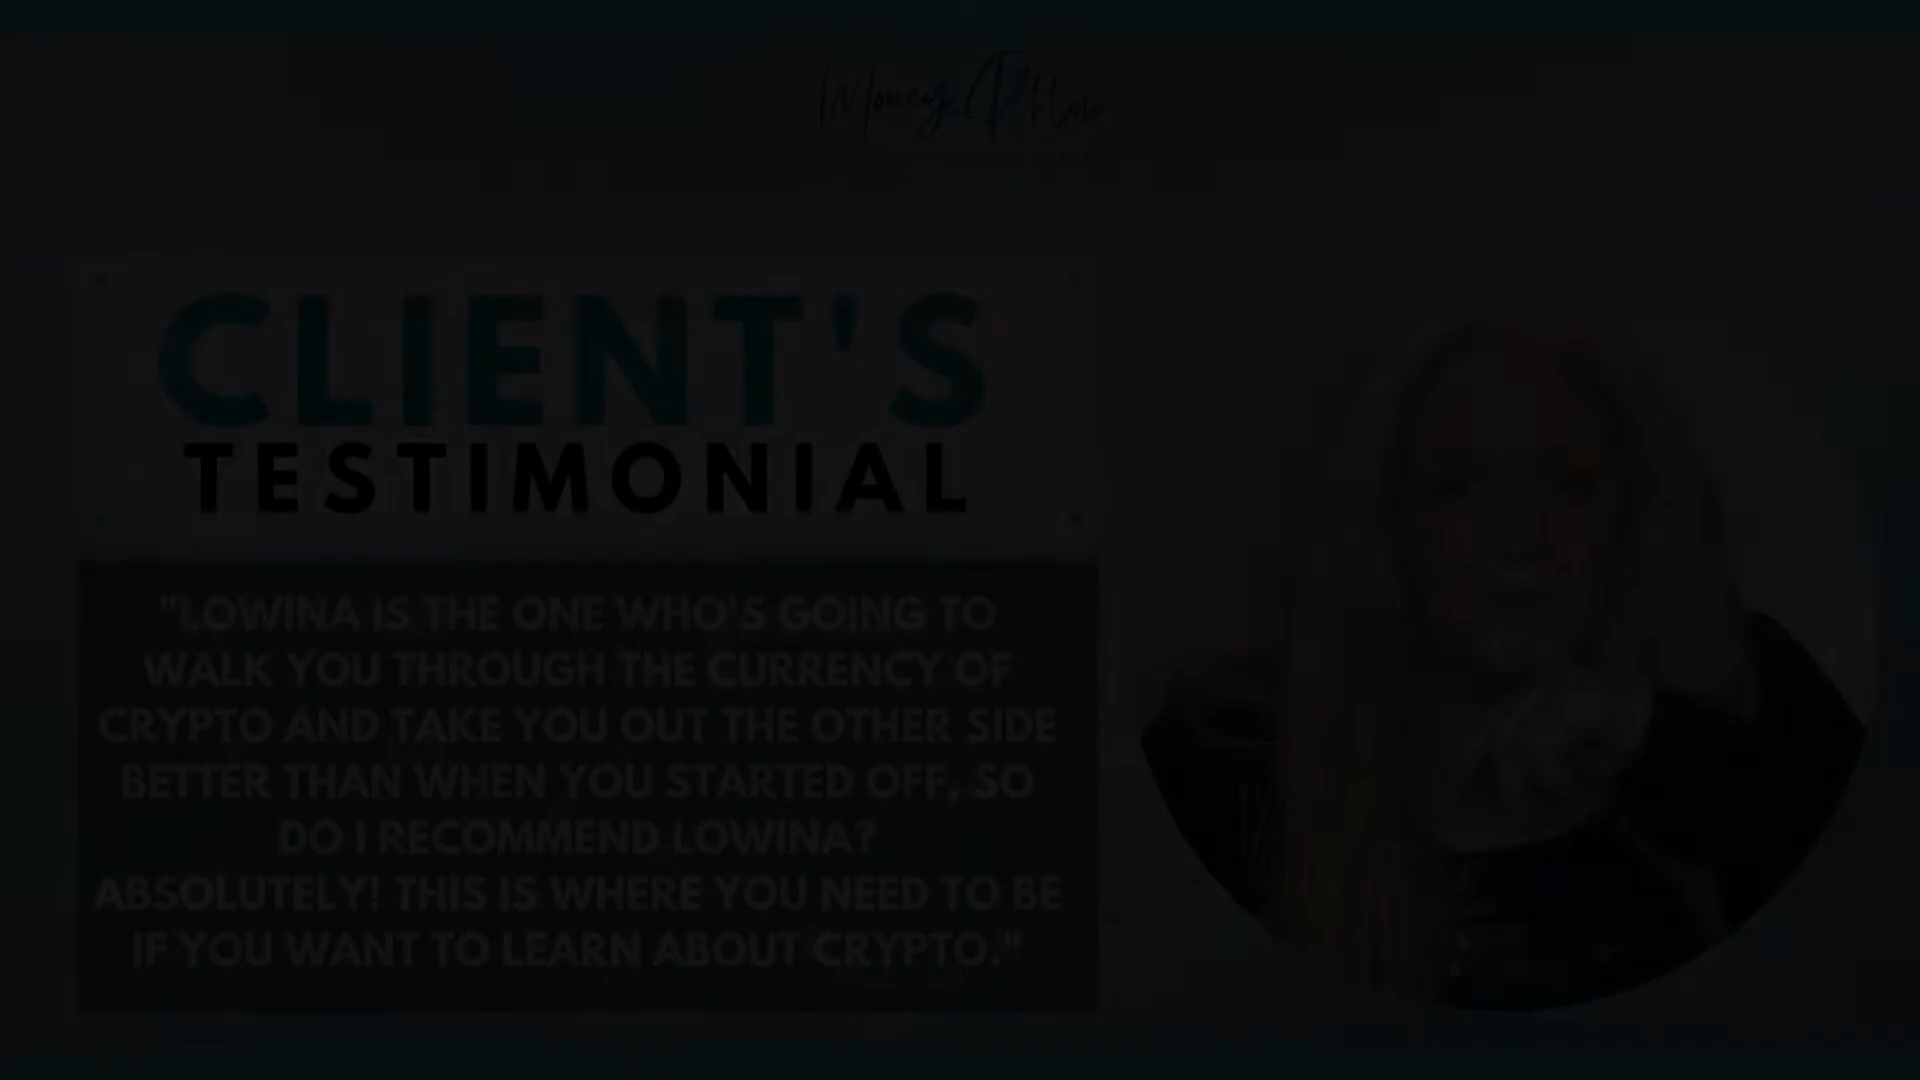 Money Phlow
CLIENT'S
TESTIMONIAL
"LOWINA IS THE ONE WHO'S GOING TO
WALK YOU THROUGH THE CURRENCY OF
CRYPTO AND TAKE YOU OUT THE OTHER SIDE
BETTER THAN WHEN YOU STARTED OFF, SO
DO I RECOMMEND LOWINA?
ABSOLUTELY! THIS IS WHERE YOU NEED TO BE
IF YOU WANT TO LEARN ABOUT CRYPTO."